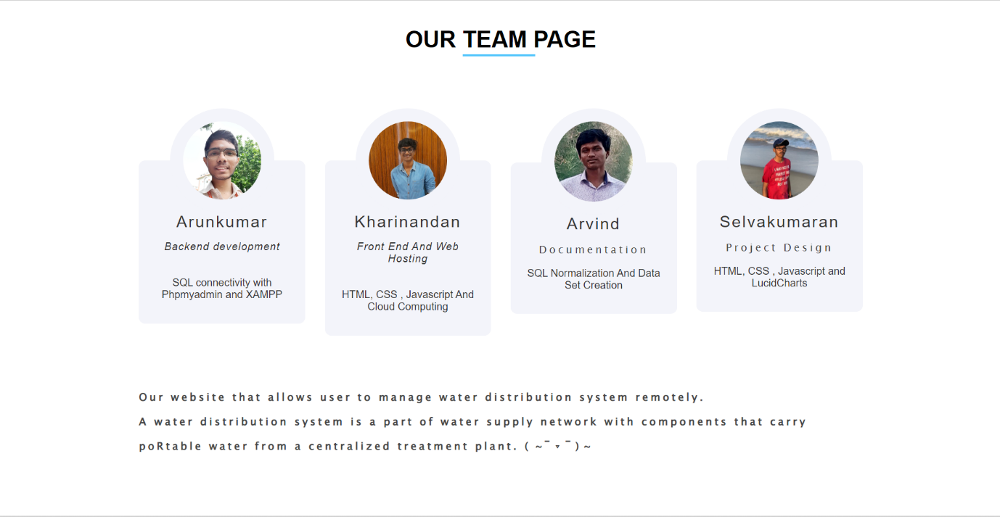 OUR TEAM PAGE
Arunkumar
Backend development
SQL connectivity with
Phpmyadmin and XAMPP
Kharinandan
Front End And Web
Hosting
HTML, CSS , Javascript And
Cloud Computing
Arvind
Documentation
SQL Normalization And Data
Set Creation
Selvakumaran
Project Design
HTML, CSS , Javascript and
LucidCharts
Our website that allows user to manage water distribution system remotely.
A water distribution system is a part of water supply network with components that carry
poRtable water from a centralized treatment plant. ( ~‾ ▿ ‾ ) ~